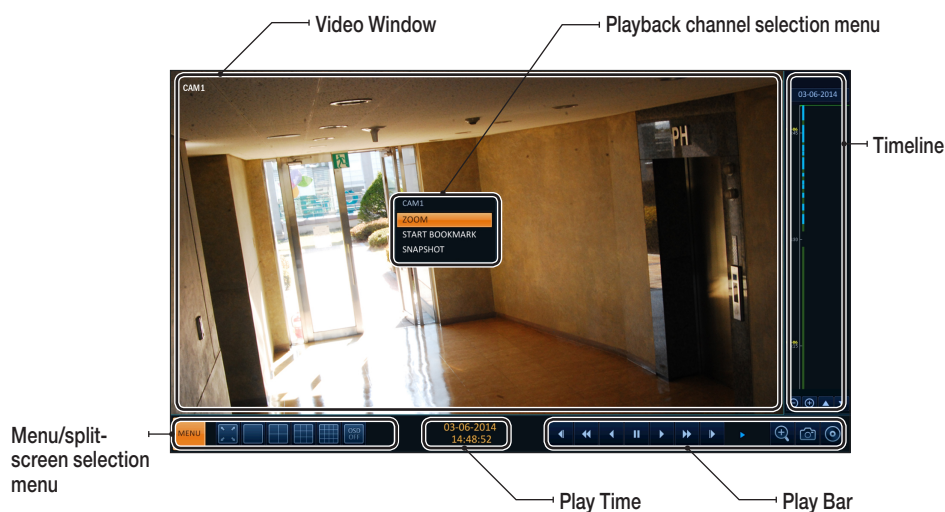 Video Window
Playback channel selection menu
CAM1
03-06-2014
Timeline
PH
CAM1
ZOOM
START BOOKMARK
SNAPSHOT
Menu/split-
screen selection
menu
MENU
OSD
OFF
03-06-2014
14:48:52
Play Time
Play Bar